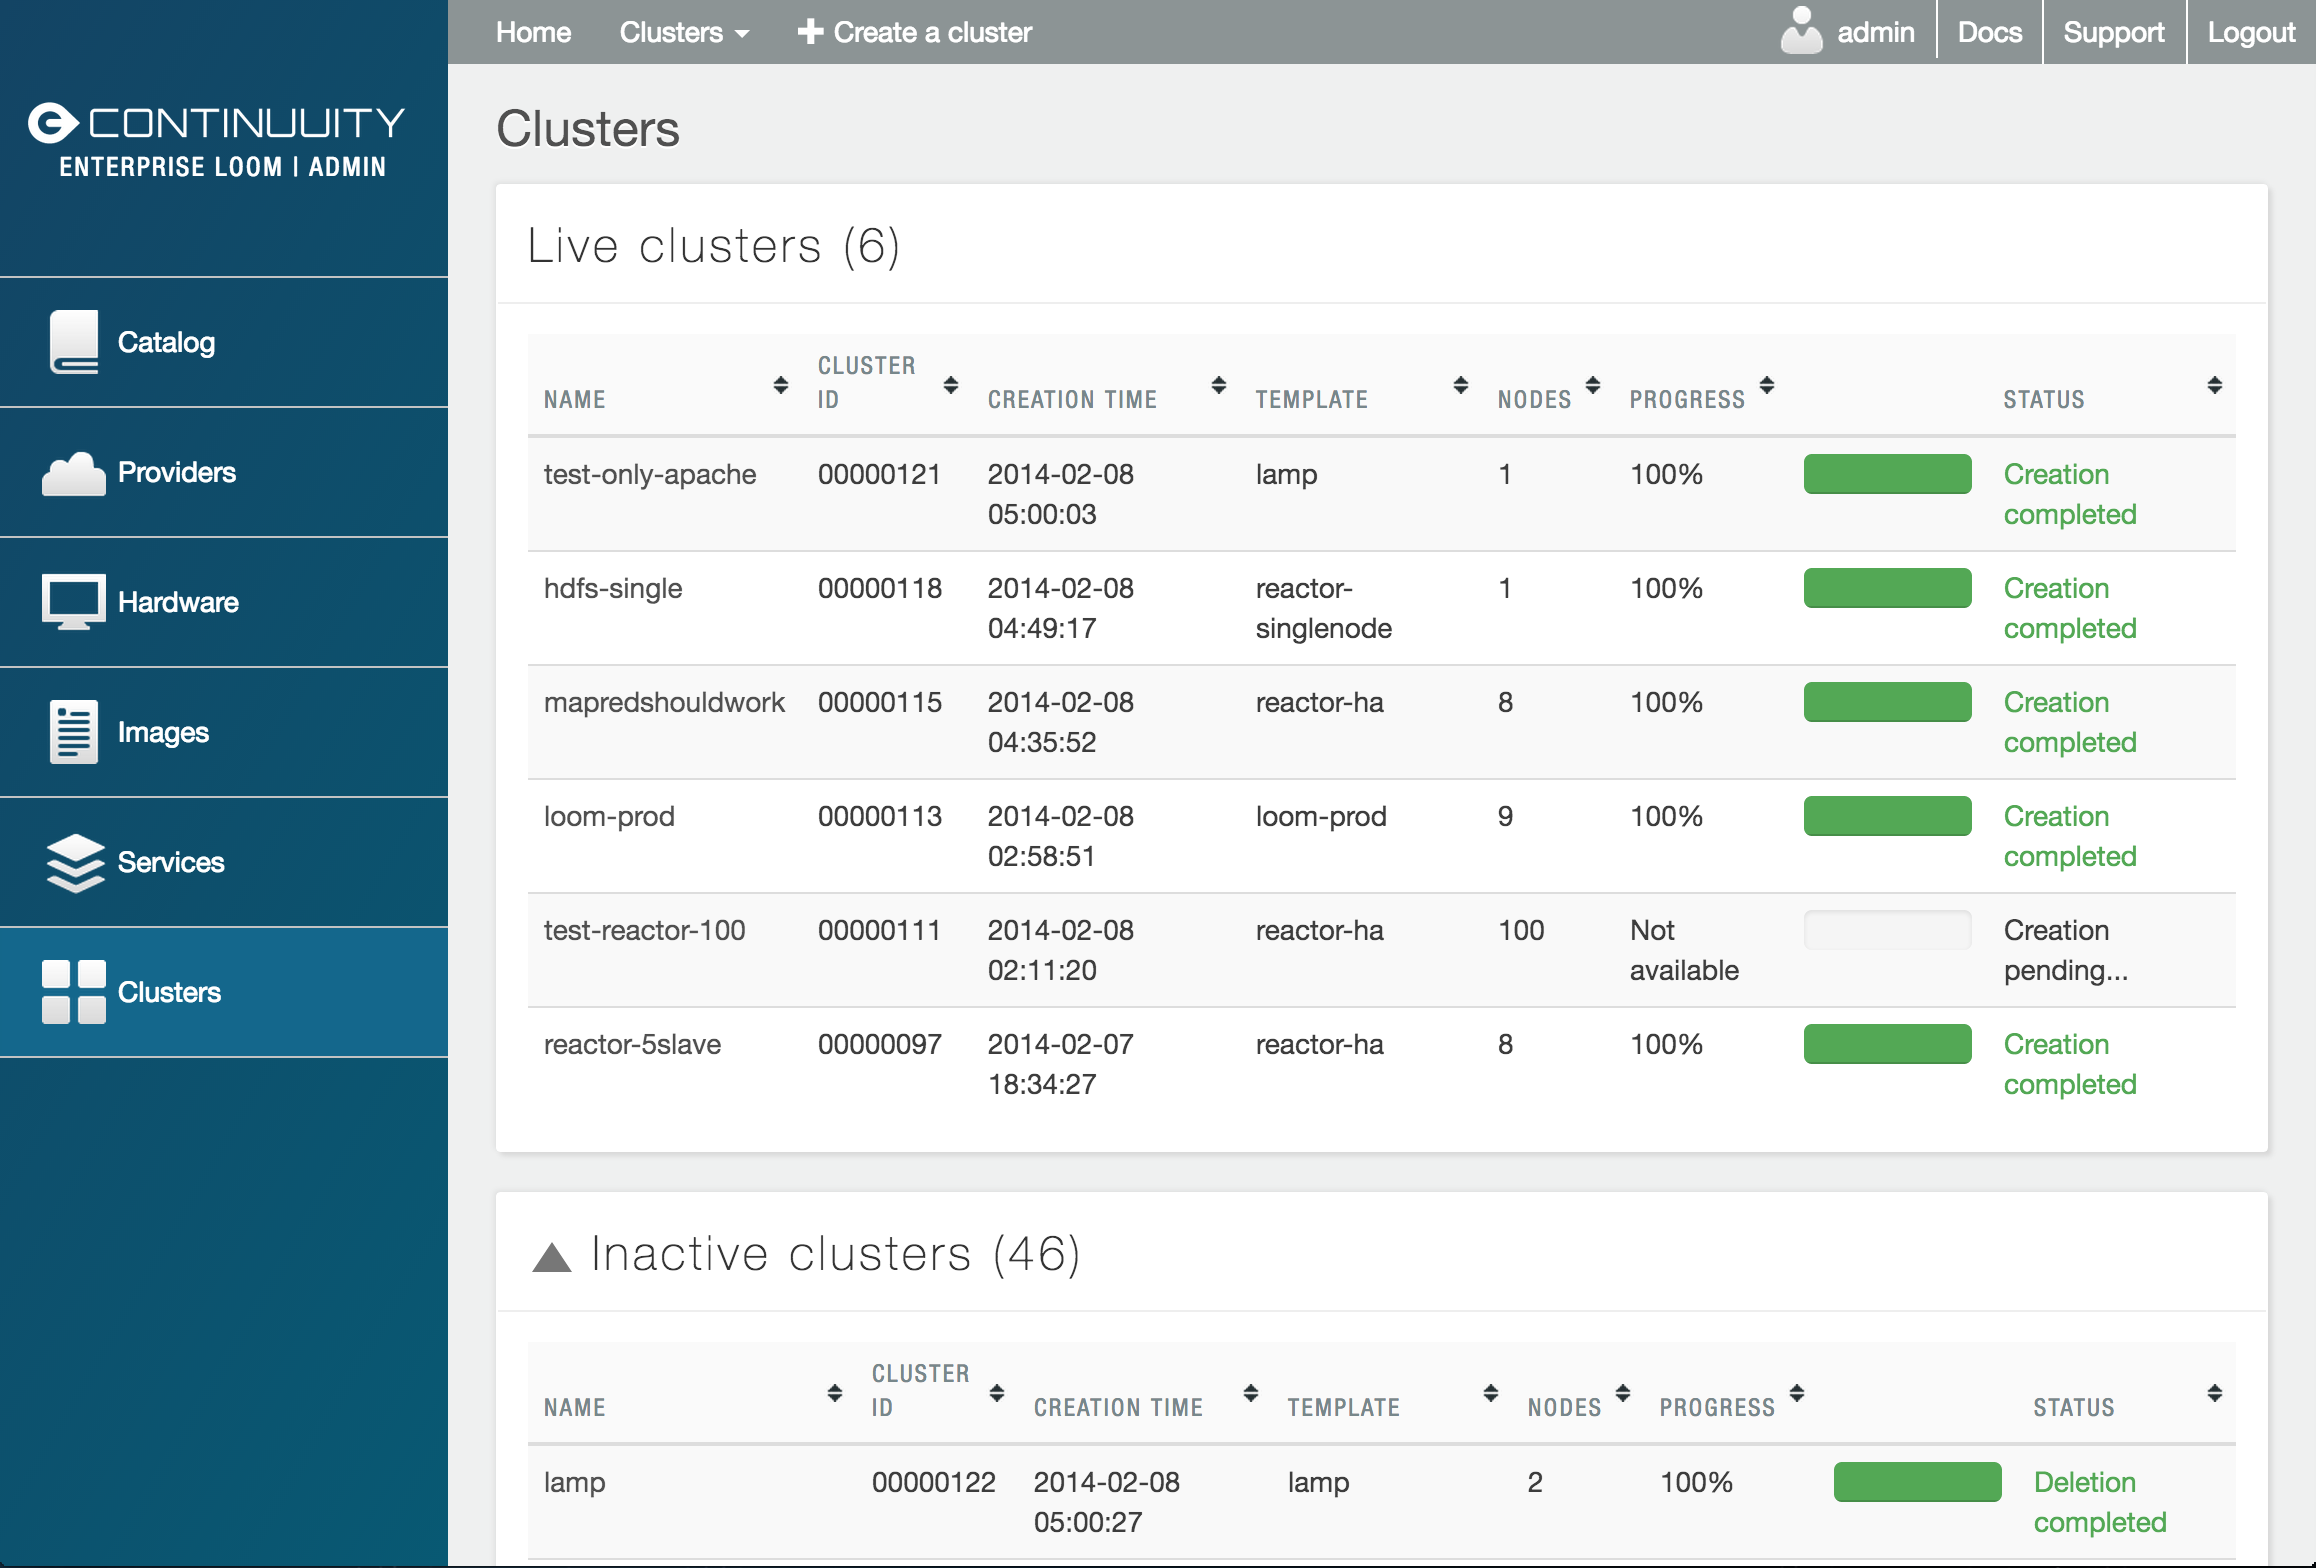 Home Clusters Create a cluster admin Docs Support Logout
CONTINUUITY
ENTERPRISE LOOM | ADMIN
Catalog
Providers
Hardware
Images
Services
Clusters
Clusters
Live clusters (6)
NAME CLUSTER ID CREATION TIME TEMPLATE NODES PROGRESS STATUS
test-only-apache 00000121 2014-02-08 lamp 1 100% Creation
05:00:03 completed
hdfs-single 00000118 2014-02-08 reactor- 1 100% Creation
04:49:17 singlenode completed
mapredshouldwork 00000115 2014-02-08 reactor-ha 8 100% Creation
04:35:52 completed
loom-prod 00000113 2014-02-08 loom-prod 9 100% Creation
02:58:51 completed
test-reactor-100 00000111 2014-02-08 reactor-ha 100 Not Creation
02:11:20 available pending...
reactor-5slave 00000097 2014-02-07 reactor-ha 8 100% Creation
18:34:27 completed
Inactive clusters (46)
NAME CLUSTER ID CREATION TIME TEMPLATE NODES PROGRESS STATUS
lamp 00000122 2014-02-08 lamp 2 100% Deletion
05:00:27 completed